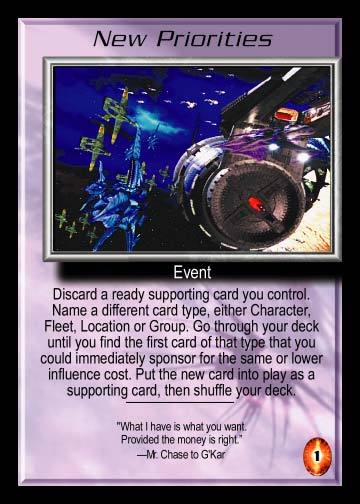 New Priorities
Event
Discard a ready supporting card you control.
Name a different card type, either Character,
Fleet, Location or Group. Go through your deck
until you find the first card of that type that you
could immediately sponsor for the same or lower
influence cost. Put the new card into play as a
supporting card, then shuffle your deck.
"What I have is what you want.
Provided the money is right."
—Mr. Chase to G'Kar
1